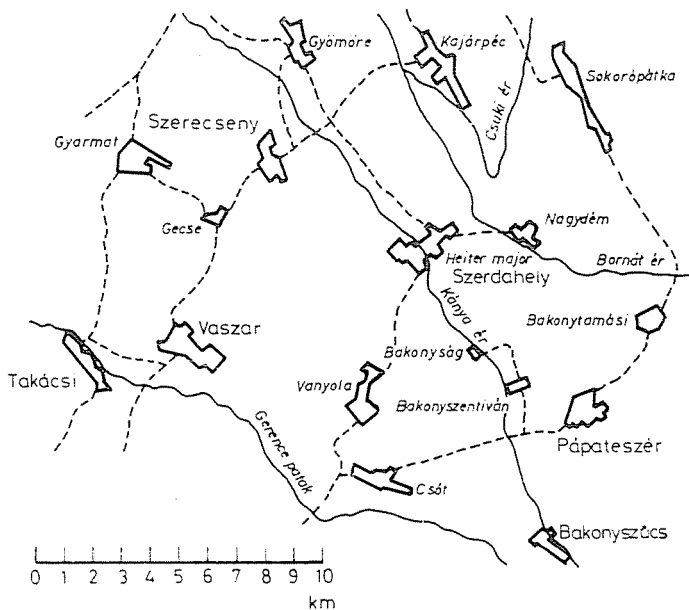 Gyömöre
Kajárpéc
Sokorópátka
Csuki ér
Szerecseny
Gyarmat
Gecse
Nagydém
Heiter major
Szerdahely
Bornát ér
Kánya ér
Bakonytamási
Vaszar
Bakonyság
Takácsi
Vanyola
Bakonyszentiván
Pápateszér
Gerence patak
Csót
Bakonyszücs
0 1 2 3 4 5 6 7 8 9 10
km